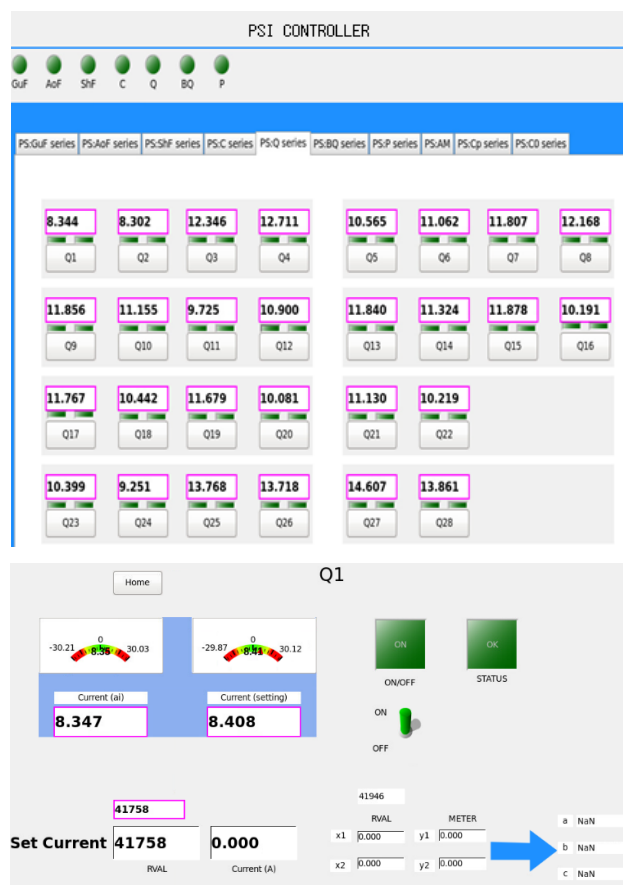 PSI CONTROLLER
GuF AoF ShF C Q BQ P
PS:GuF series PS:AoF series PS:ShF series PS:C series PS:Q series PS:BQ series PS:P series PS:AM PS:Cp series PS:C0 series
8.344 8.302 12.346 12.711 10.565 11.062 11.807 12.168
Q1 Q2 Q3 Q4 Q5 Q6 Q7 Q8
11.856 11.155 9.725 10.900 11.840 11.324 11.878 10.191
Q9 Q10 Q11 Q12 Q13 Q14 Q15 Q16
11.767 10.442 11.679 10.081 11.130 10.219
Q17 Q18 Q19 Q20 Q21 Q22
10.399 9.251 13.768 13.718 14.607 13.861
Q23 Q24 Q25 Q26 Q27 Q28
Q1
Home
0 0
-30.21 8.35 30.03 -29.87 8.41 30.12
ON OK
ON/OFF STATUS
Current (ai) Current (setting)
8.347 8.408
ON
OFF
41946
41758
RVAL METER
Set Current 41758 0.000
x1 0.000 y1 0.000
x2 0.000 y2 0.000
RVAL Current (A)
a NaN
b NaN
c NaN